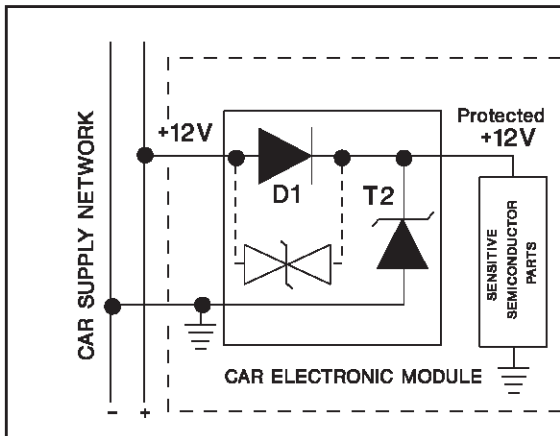 CAR SUPPLY NETWORK
+12V
D1
T2
Protected
+12V
SENSITIVE
SEMICONDUCTOR
PARTS
CAR ELECTRONIC MODULE
- +